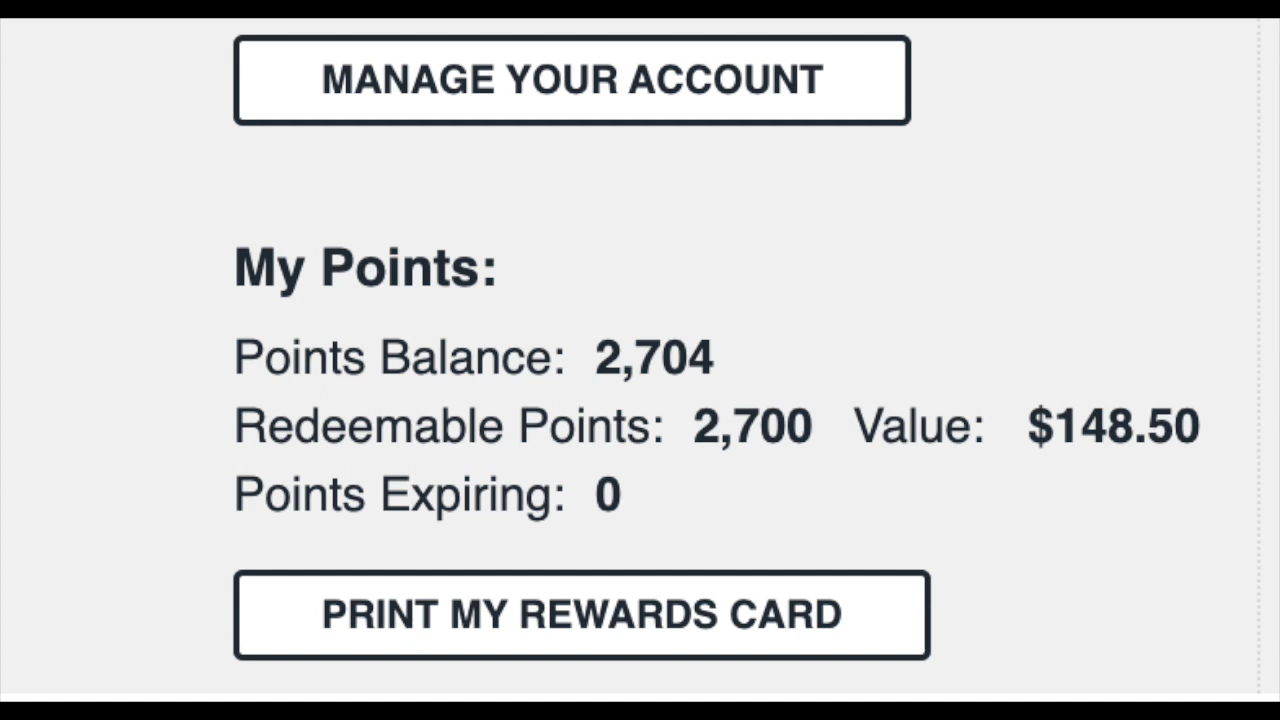 MANAGE YOUR ACCOUNT
My Points:
Points Balance: 2,704
Redeemable Points: 2,700 Value: $148.50
Points Expiring: 0
PRINT MY REWARDS CARD